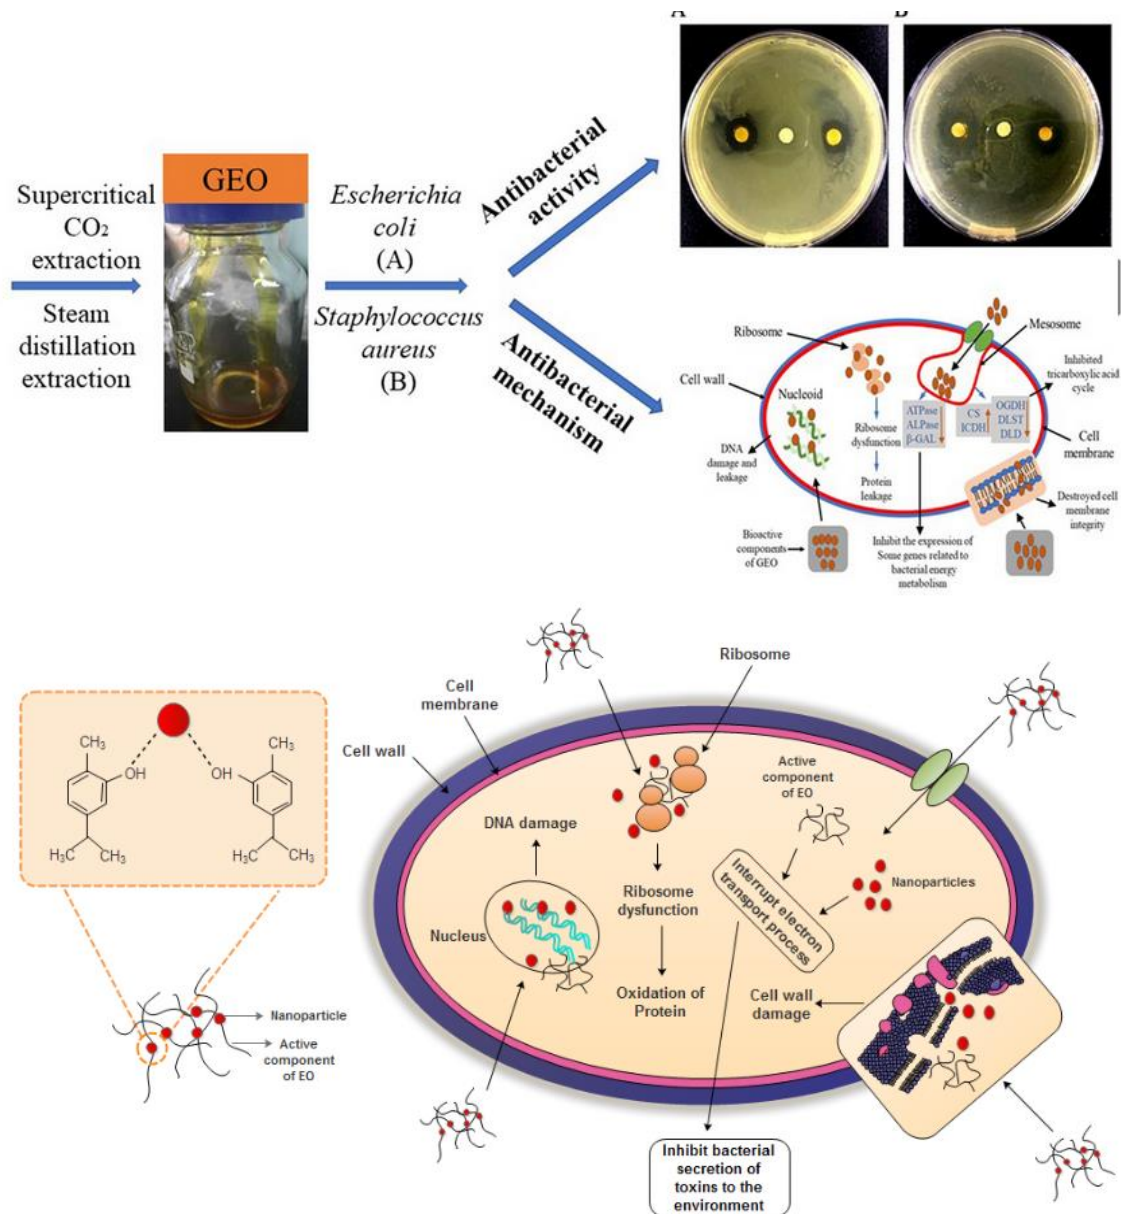 A
B
Supercritical
CO₂
extraction
Steam
distillation
extraction
GEO
Escherichia
coli
(A)
Staphylococcus
aureus
(B)
Antibacterial
activity
Antibacterial
mechanism
Ribosome
Mesosome
Inhibited
tricarboxylic acid
cycle
Cell wall
Nucleoid
ATPase
ALPase
β-GAL
CS
ICDH
OGDH
DLST
DLD
Ribosome
dysfunction
Cell
membrane
DNA
damage and
leakage
Protein
leakage
Destroyed cell
membrane
integrity
Bioactive
components
of GEO
Inhibit the expression of
Some genes related to
bacterial energy
metabolism
CH₃
OH
H₃C
CH₃
CH₃
OH
H₃C
CH₃
Nanoparticle
Active
component
of EO
Cell
membrane
Cell wall
Ribosome
Active
component
of EO
DNA damage
Nucleus
Ribosome
dysfunction
Oxidation of
Protein
Interrupt electron
transport process
Nanoparticles
Cell wall
damage
Inhibit bacterial
secretion of
toxins to the
environment